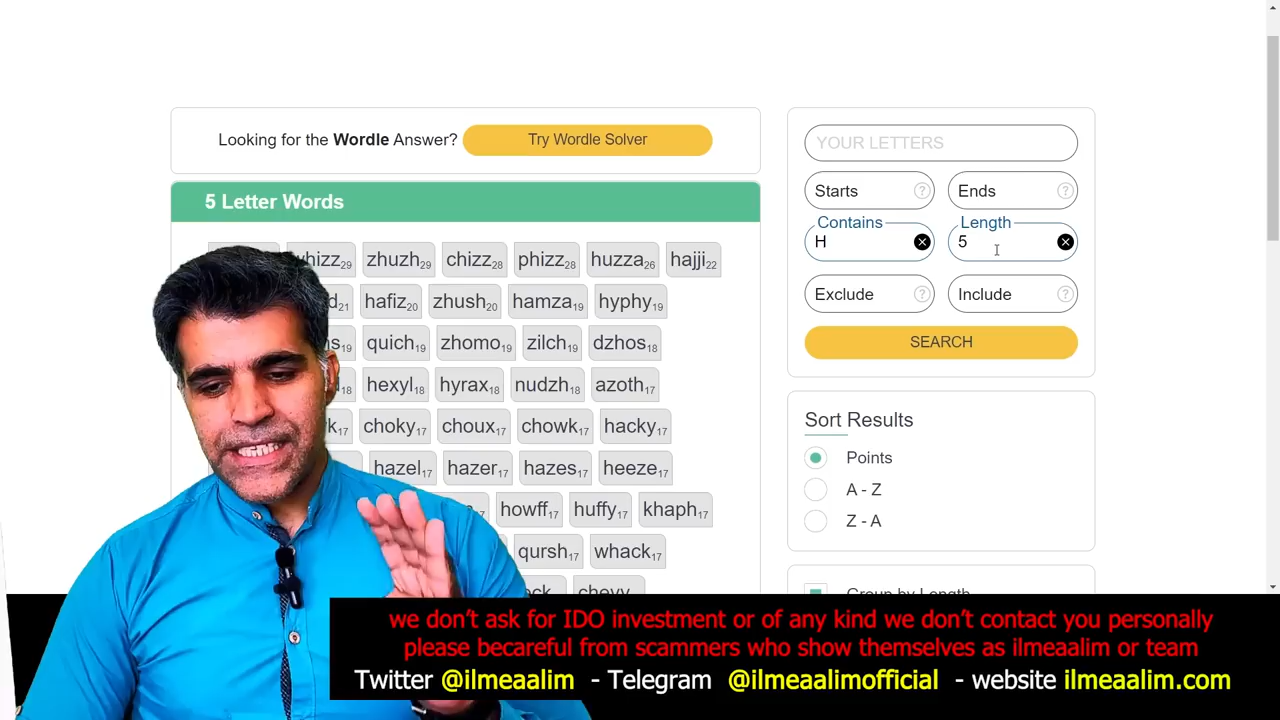 Looking for the Wordle Answer? Try Wordle Solver
5 Letter Words
whizz29 zhuzh29 chizz28 phizz28 huzza26 hajji22
hafiz20 zhush20 hamza19 hyphy19
quich19 zhomo19 zilch19 dzhos18
hexyl18 hyrax18 nudzh18 azoth17
choky17 choux17 chowk17 hacky17
hazel17 hazer17 hazes17 heeze17
howff17 huffy17 khaph17
qursh17 whack17
chevy
YOUR LETTERS
Starts ? Ends ?
Contains Length
H 5
Exclude ? Include ?
SEARCH
Sort Results
Points
A - Z
Z - A
Group by Length
we don't ask for IDO investment or of any kind we don't contact you personally
please becareful from scammers who show themselves as ilmeaalim or team
Twitter @ilmeaalim - Telegram @ilmeaalimofficial - website ilmeaalim.com